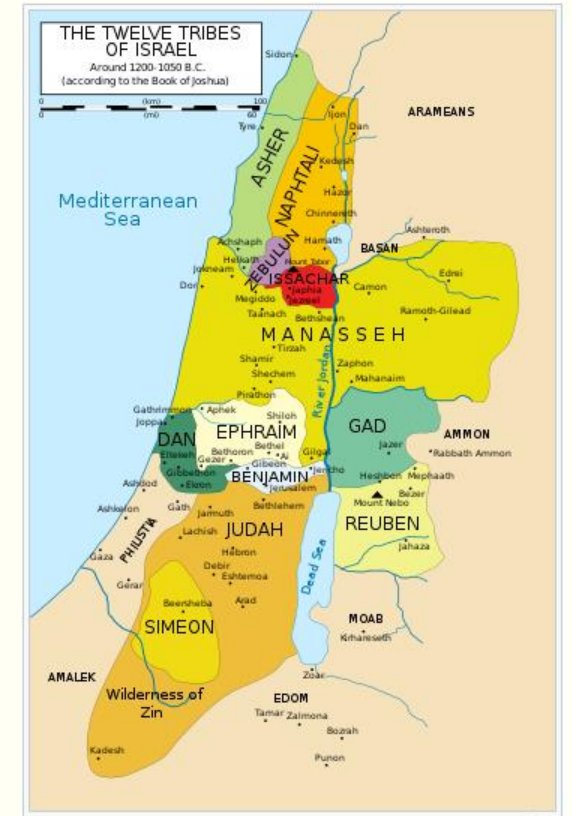 THE TWELVE TRIBES
OF ISRAEL
Around 1200-1050 B.C.
(according to the Book of Joshua)
0 (km) 100
0 (mi) 60
Sidon
Tyre
ARAMEANS
Ijon
Dan
ASHER
NAPHTALI
Kedesh
Hazor
Chinnereth
Mediterranean
Sea
Achshaph
Helkath
ZEBULUN
Hamath
Mount Tabor
BASAN
Ashteroth
Jokneam
ISSACHAR
Japhia
Jezreel
Camon
Edrei
Dor
Megiddo
Taanach
Bethshean
Ramoth-Gilead
MANASSEH
Tirzah
Shamir
Shechem
Zaphon
Mahanaim
River Jordan
Pirathon
Gathrimmon
Joppa
Aphek
Shiloh
DAN
EPHRAIM
GAD
AMMON
Eltekeh
Bethoron
Bethel
Ai
Gilgal
Jazer
Rabbath Ammon
Gezer
Gibeon
Gibbethon
Jericho
BENJAMIN
Heshbon
Mephaath
Ekron
Jerusalem
Bezer
Mount Nebo
Ashdod
Gath
Jarmuth
Bethlehem
Ashkelon
PHILISTIA
Lachish
JUDAH
REUBEN
Jahaza
Gaza
Hebron
Debir
Eshtemoa
Dead Sea
Gerar
Beersheba
Arad
SIMEON
MOAB
Kirhareseth
AMALEK
Zoar
Wilderness of
Zin
EDOM
Tamar
Zalmona
Bozrah
Kadesh
Punon